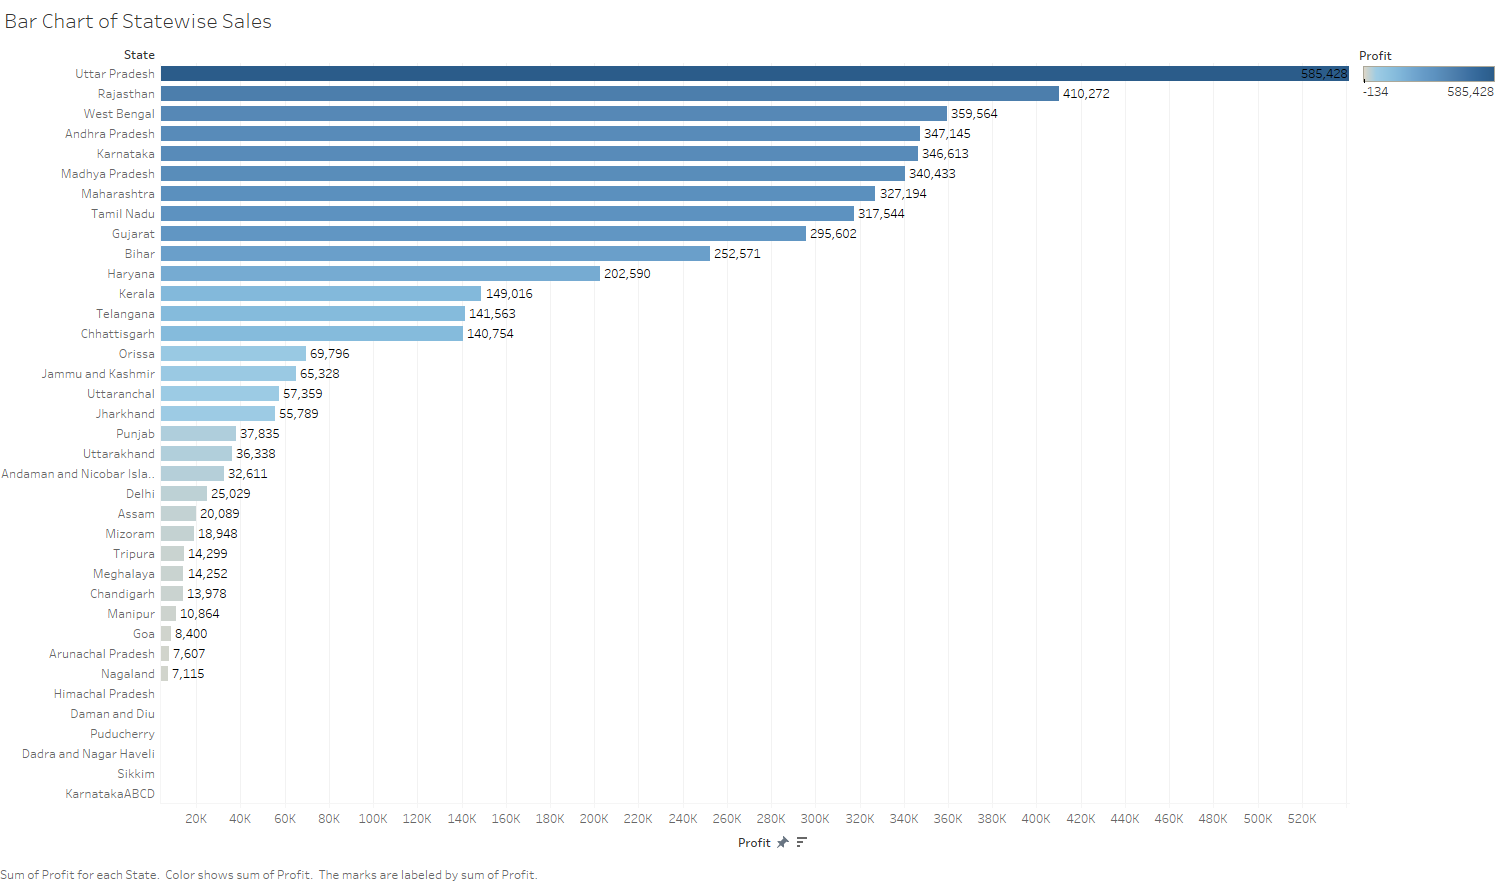 Bar Chart of Statewise Sales
State
Profit
-134 585,428
Uttar Pradesh 585,428
Rajasthan 410,272
West Bengal 359,564
Andhra Pradesh 347,145
Karnataka 346,613
Madhya Pradesh 340,433
Maharashtra 327,194
Tamil Nadu 317,544
Gujarat 295,602
Bihar 252,571
Haryana 202,590
Kerala 149,016
Telangana 141,563
Chhattisgarh 140,754
Orissa 69,796
Jammu and Kashmir 65,328
Uttaranchal 57,359
Jharkhand 55,789
Punjab 37,835
Uttarakhand 36,338
Andaman and Nicobar Isla.. 32,611
Delhi 25,029
Assam 20,089
Mizoram 18,948
Tripura 14,299
Meghalaya 14,252
Chandigarh 13,978
Manipur 10,864
Goa 8,400
Arunachal Pradesh 7,607
Nagaland 7,115
Himachal Pradesh
Daman and Diu
Puducherry
Dadra and Nagar Haveli
Sikkim
KarnatakaABCD
20K 40K 60K 80K 100K 120K 140K 160K 180K 200K 220K 240K 260K 280K 300K 320K 340K 360K 380K 400K 420K 440K 460K 480K 500K 520K
Profit
Sum of Profit for each State. Color shows sum of Profit. The marks are labeled by sum of Profit.